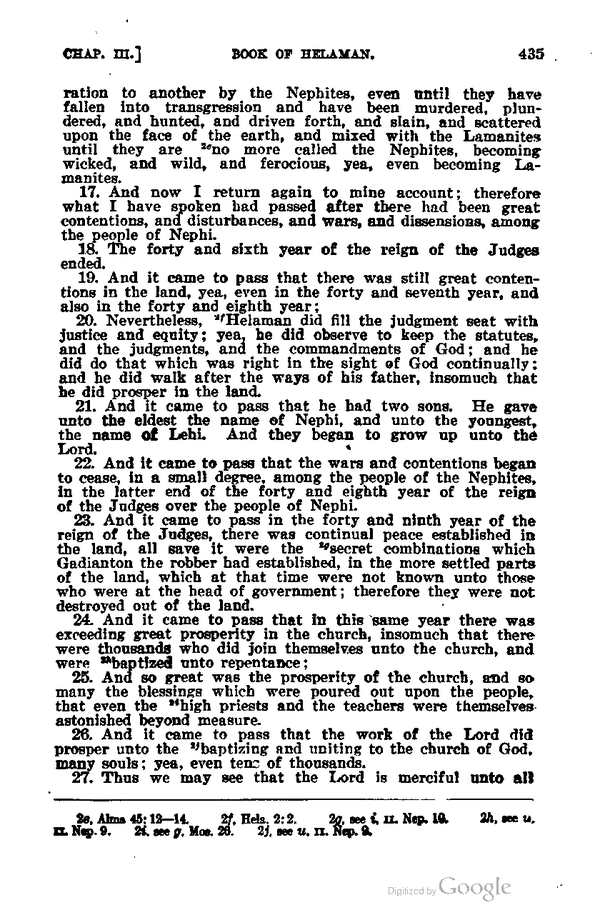 CHAP. III.] BOOK OF HELAMAN. 435
ration to another by the Nephites, even until they have
fallen into transgression and have been murdered, plun-
dered, and hunted, and driven forth, and slain, and scattered
upon the face of the earth, and mixed with the Lamanites
until they are 2eno more called the Nephites, becoming
wicked, and wild, and ferocious, yea, even becoming La-
manites.
17. And now I return again to mine account; therefore
what I have spoken had passed after there had been great
contentions, and disturbances, and wars, and dissensions, among
the people of Nephi.
18. The forty and sixth year of the reign of the Judges
ended.
19. And it came to pass that there was still great conten-
tions in the land, yea, even in the forty and seventh year, and
also in the forty and eighth year;
20. Nevertheless, 2fHelaman did fill the judgment seat with
justice and equity; yea, he did observe to keep the statutes,
and the judgments, and the commandments of God; and he
did do that which was right in the sight of God continually;
and he did walk after the ways of his father, insomuch that
he did prosper in the land.
21. And it came to pass that he had two sons. He gave
unto the eldest the name of Nephi, and unto the youngest,
the name of Lehi. And they began to grow up unto the
Lord.
22. And it came to pass that the wars and contentions began
to cease, in a small degree, among the people of the Nephites,
in the latter end of the forty and eighth year of the reign
of the Judges over the people of Nephi.
23. And it came to pass in the forty and ninth year of the
reign of the Judges, there was continual peace established in
the land, all save it were the 2gsecret combinations which
Gadianton the robber had established, in the more settled parts
of the land, which at that time were not known unto those
who were at the head of government; therefore they were not
destroyed out of the land.
24. And it came to pass that in this same year there was
exceeding great prosperity in the church, insomuch that there
were thousands who did join themselves unto the church, and
were 2hbaptized unto repentance;
25. And so great was the prosperity of the church, and so
many the blessings which were poured out upon the people,
that even the 2ihigh priests and the teachers were themselves
astonished beyond measure.
26. And it came to pass that the work of the Lord did
prosper unto the 2jbaptizing and uniting to the church of God,
many souls; yea, even tens of thousands.
27. Thus we may see that the Lord is merciful unto all
2e, Alma 45:12—14. 2f, Hela. 2:2. 2g, see i, II. Nep. 10. 2h, see u,
II. Nep. 9. 2i, see g, Mos. 26. 2j, see u, II. Nep. 9.
Digitized by Google